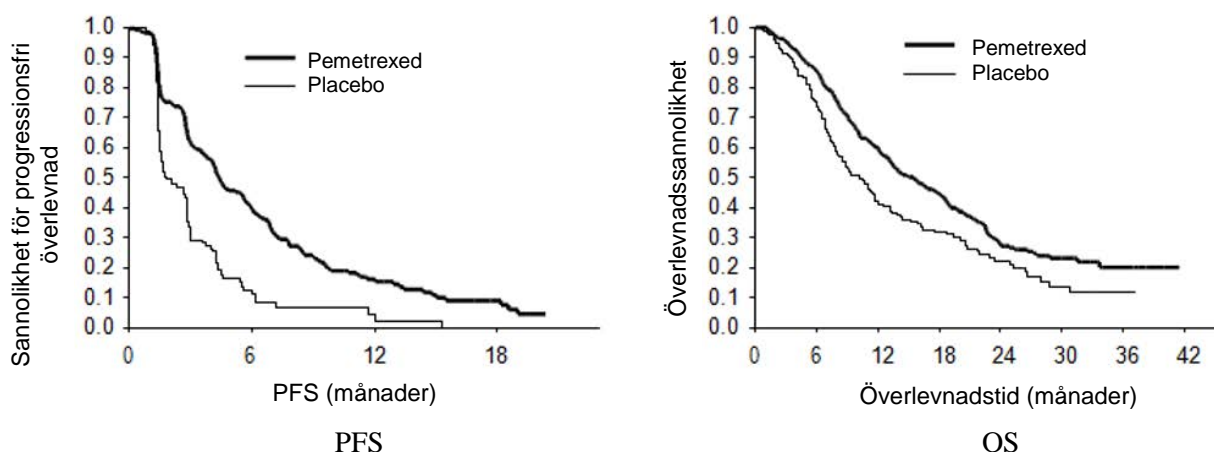 Sannolikhet för progressionsfri
överlevnad
1.0
0.9
0.8
0.7
0.6
0.5
0.4
0.3
0.2
0.1
0.0
Pemetrexed
Placebo
0 6 12 18
PFS (månader)
PFS
Överlevnadssannolikhet
1.0
0.9
0.8
0.7
0.6
0.5
0.4
0.3
0.2
0.1
0.0
Pemetrexed
Placebo
0 6 12 18 24 30 36 42
Överlevnadstid (månader)
OS